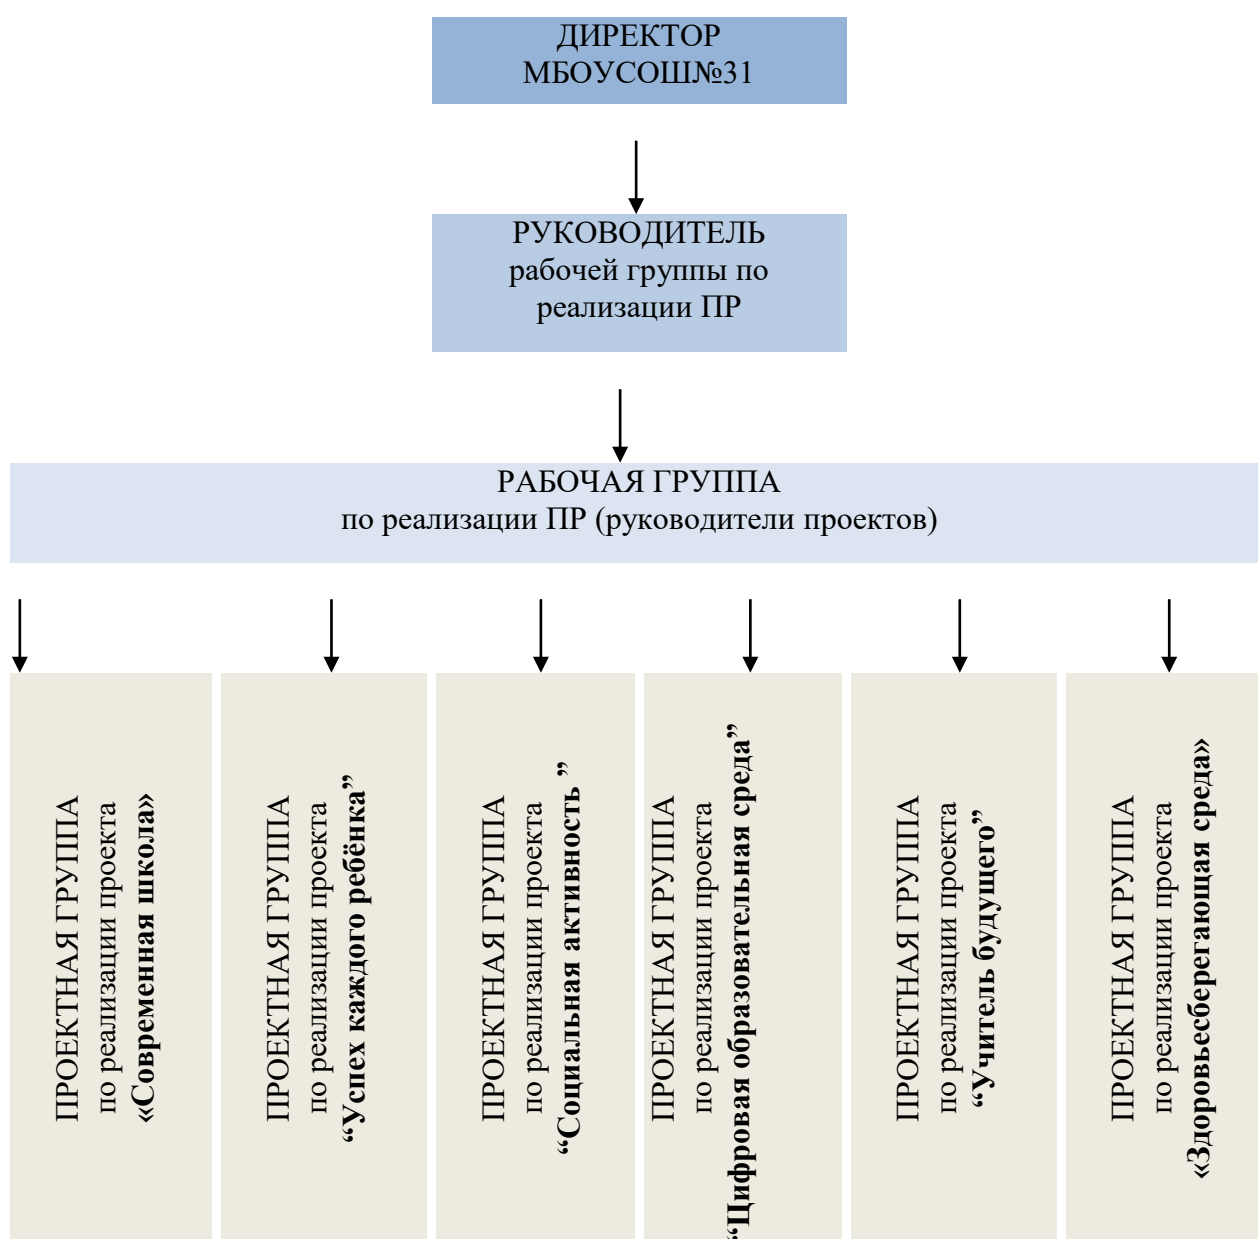 ДИРЕКТОР
МБОУСОШ№31
РУКОВОДИТЕЛЬ
рабочей группы по
реализации ПР
РАБОЧАЯ ГРУППА
по реализации ПР (руководители проектов)
ПРОЕКТНАЯ ГРУППА
по реализации проекта
«Современная школа»
ПРОЕКТНАЯ ГРУППА
по реализации проекта
“Успех каждого ребёнка”
ПРОЕКТНАЯ ГРУППА
по реализации проекта
“Социальная активность ”
ПРОЕКТНАЯ ГРУППА
по реализации проекта
“Цифровая образовательная среда”
ПРОЕКТНАЯ ГРУППА
по реализации проекта
“Учитель будущего”
ПРОЕКТНАЯ ГРУППА
по реализации проекта
«Здоровьесберегающая среда»